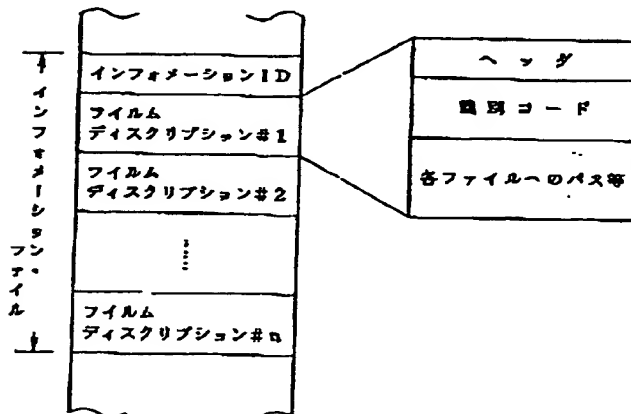 インフォメーションID
フイルム
ディスクリプション#1
フイルム
ディスクリプション#2
フイルム
ディスクリプション#n
インフォメーション・
ファイル
ヘッダ
識別コード
各ファイルへのパス等